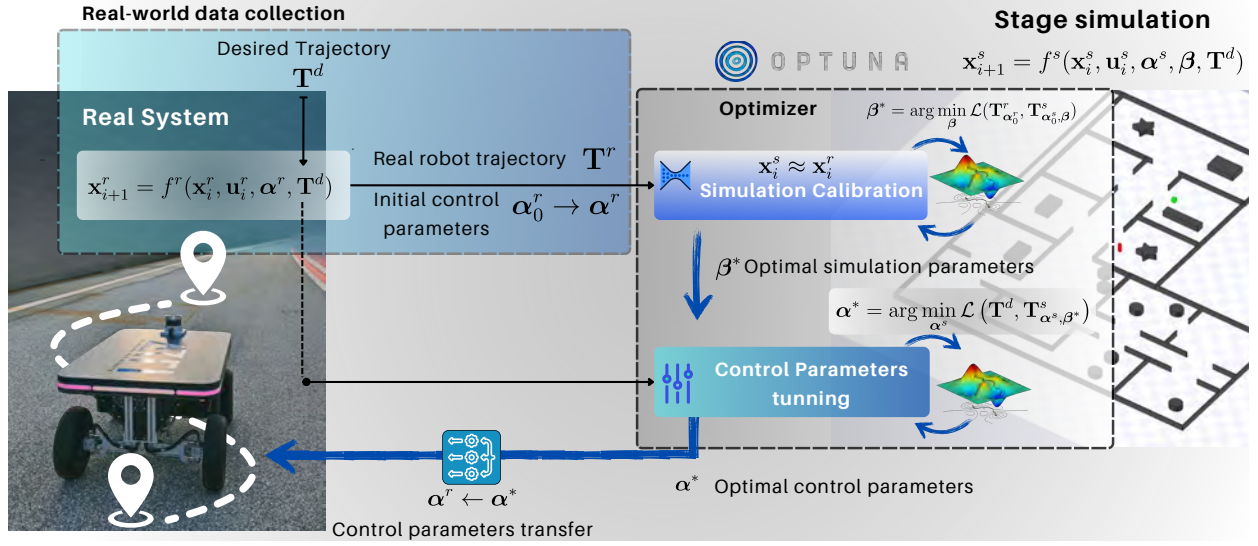 Real-world data collection
Stage simulation
Desired Trajectory
T^d
OPTUNA
x^s_{i+1} = f^s(x^s_i, u^s_i, α^s, β, T^d)
Real System
Optimizer
β* = arg min_β L(T^r_{α^r_0}, T^s_{α^s_0,β})
x^r_{i+1} = f^r(x^r_i, u^r_i, α^r, T^d)
Real robot trajectory T^r
x^s_i ≈ x^r_i
Simulation Calibration
Initial control
parameters
α^r_0 → α^r
β* Optimal simulation parameters
α* = arg min_{α^s} L (T^d, T^s_{α^s,β*})
Control Parameters
tunning
α^r ← α*
Control parameters transfer
α* Optimal control parameters